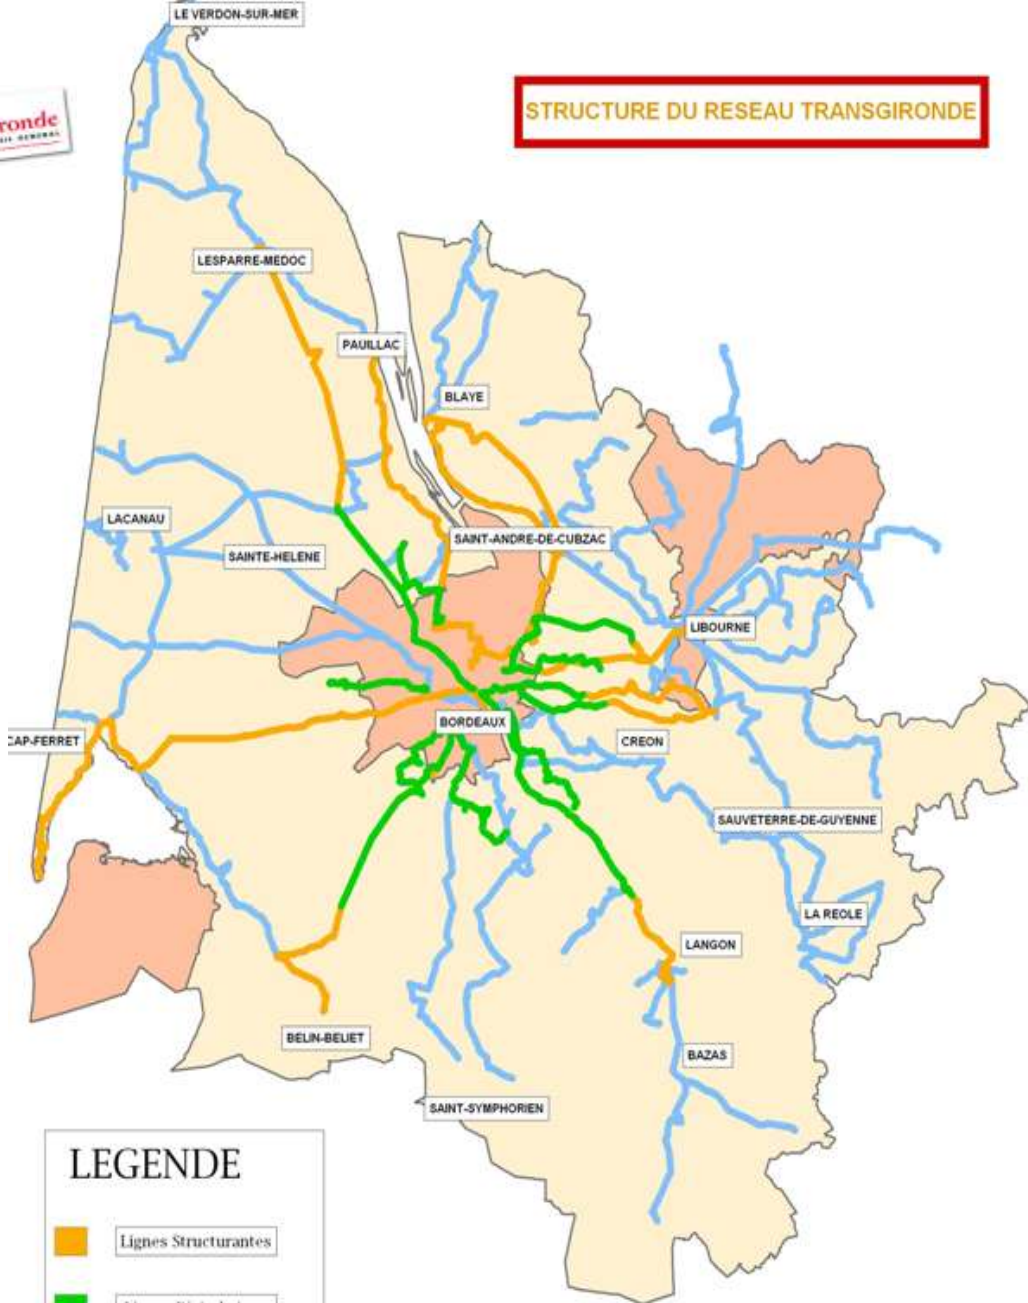 LE VERDON-SUR-MER
ronde
STRUCTURE DU RESEAU TRANSGIRONDE
LESPARRE-MEDOC
PAUILLAC
BLAYE
LACANAU
SAINT-ANDRE-DE-CUBZAC
SAINTE-HELENE
LIBOURNE
BORDEAUX
CAP-FERRET
CREON
SAUVETERRE-DE-GUYENNE
LA REOLE
LANGON
BELIN-BELIET
BAZAS
SAINT-SYMPHORIEN
LEGENDE
Lignes Structurantes